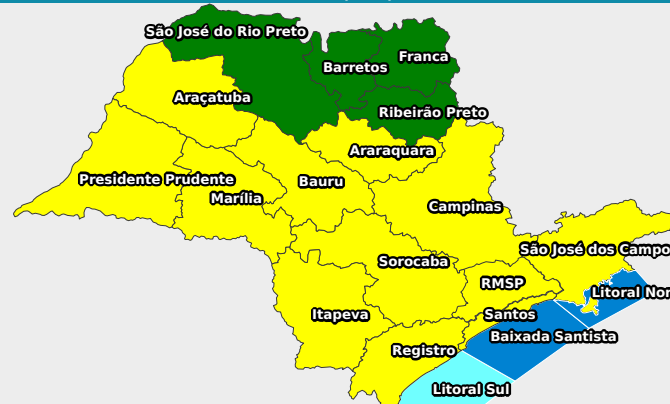 São José do Rio Preto
Franca
Barretos
Araçatuba
Ribeirão Preto
Araraquara
Presidente Prudente
Bauru
Marília
Campinas
São José dos Campo
Sorocaba
RMSP
Litoral Nor
Itapeva
Santos
Baixada Santista
Registro
Litoral Sul